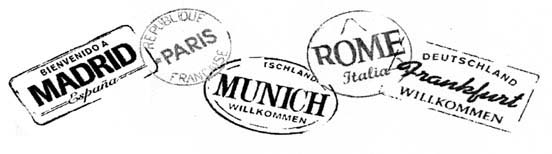 BIENVENIDO A
MADRID
España
REPUBLIQUE
PARIS
FRANCAISE
TSCHLAND
MUNICH
WILLKOMMEN
ROME
Italia
DEUTSCHLAND
Frankfurt
WILLKOMMEN